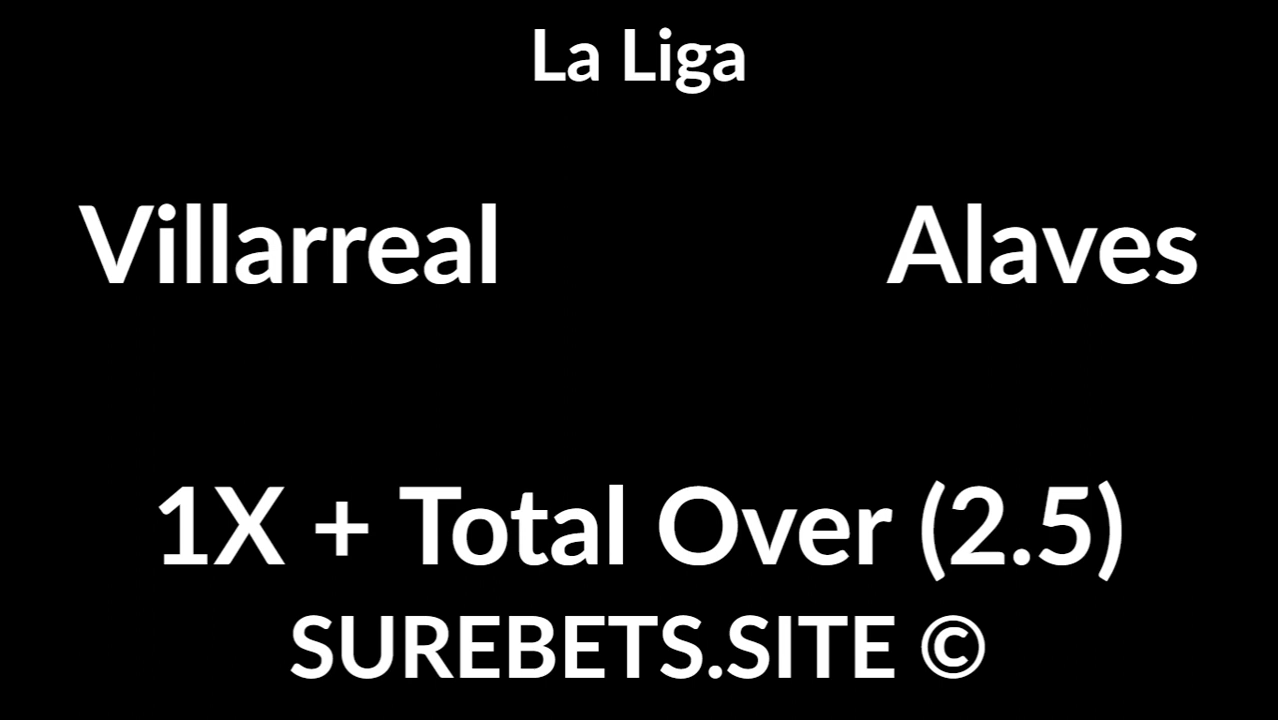 La Liga
Villarreal Alaves
1X + Total Over (2.5)
SUREBETS.SITE ©